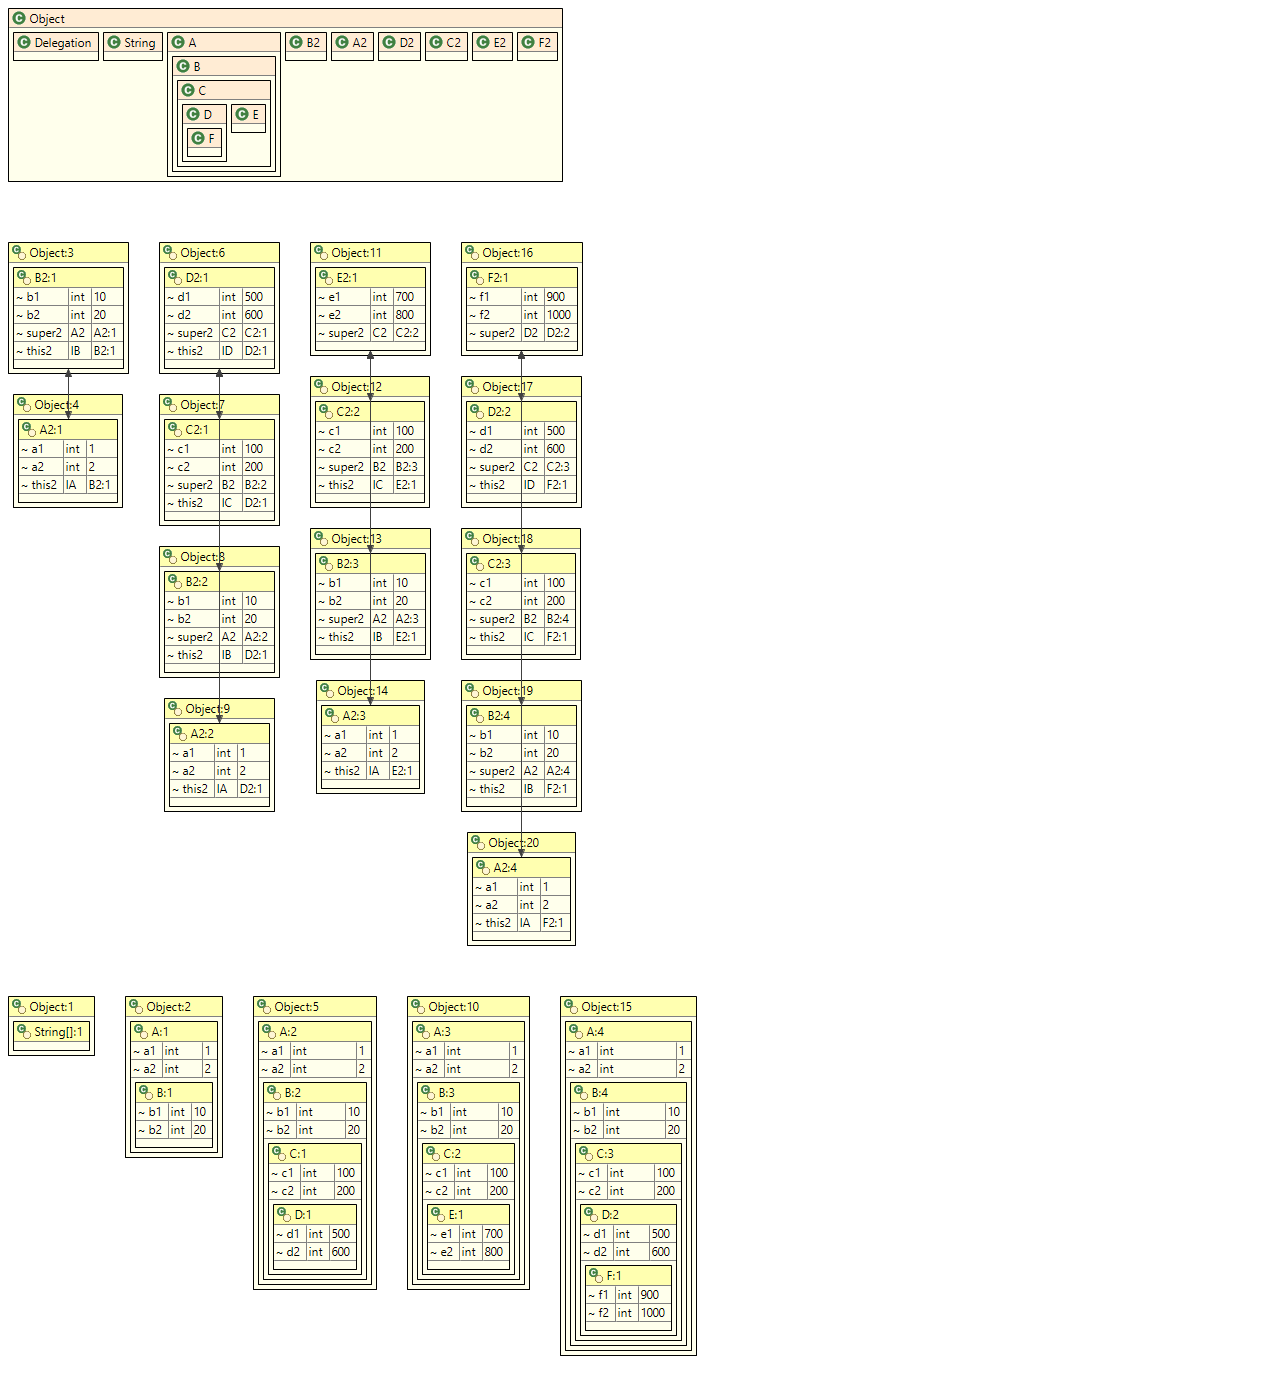 Object
Delegation String A B2 A2 D2 C2 E2 F2
B
C
D E
F
Object:3
B2:1
~ b1 int 10
~ b2 int 20
~ super2 A2 A2:1
~ this2 IB B2:1
Object:4
A2:1
~ a1 int 1
~ a2 int 2
~ this2 IA B2:1
Object:6
D2:1
~ d1 int 500
~ d2 int 600
~ super2 C2 C2:1
~ this2 ID D2:1
Object:7
C2:1
~ c1 int 100
~ c2 int 200
~ super2 B2 B2:2
~ this2 IC D2:1
Object:8
B2:2
~ b1 int 10
~ b2 int 20
~ super2 A2 A2:2
~ this2 IB D2:1
Object:9
A2:2
~ a1 int 1
~ a2 int 2
~ this2 IA D2:1
Object:11
E2:1
~ e1 int 700
~ e2 int 800
~ super2 C2 C2:2
Object:12
C2:2
~ c1 int 100
~ c2 int 200
~ super2 B2 B2:3
~ this2 IC E2:1
Object:13
B2:3
~ b1 int 10
~ b2 int 20
~ super2 A2 A2:3
~ this2 IB E2:1
Object:14
A2:3
~ a1 int 1
~ a2 int 2
~ this2 IA E2:1
Object:16
F2:1
~ f1 int 900
~ f2 int 1000
~ super2 D2 D2:2
Object:17
D2:2
~ d1 int 500
~ d2 int 600
~ super2 C2 C2:3
~ this2 ID F2:1
Object:18
C2:3
~ c1 int 100
~ c2 int 200
~ super2 B2 B2:4
~ this2 IC F2:1
Object:19
B2:4
~ b1 int 10
~ b2 int 20
~ super2 A2 A2:4
~ this2 IB F2:1
Object:20
A2:4
~ a1 int 1
~ a2 int 2
~ this2 IA F2:1
Object:1
String[]:1
Object:2
A:1
~ a1 int 1
~ a2 int 2
B:1
~ b1 int 10
~ b2 int 20
Object:5
A:2
~ a1 int 1
~ a2 int 2
B:2
~ b1 int 10
~ b2 int 20
C:1
~ c1 int 100
~ c2 int 200
D:1
~ d1 int 500
~ d2 int 600
Object:10
A:3
~ a1 int 1
~ a2 int 2
B:3
~ b1 int 10
~ b2 int 20
C:2
~ c1 int 100
~ c2 int 200
E:1
~ e1 int 700
~ e2 int 800
Object:15
A:4
~ a1 int 1
~ a2 int 2
B:4
~ b1 int 10
~ b2 int 20
C:3
~ c1 int 100
~ c2 int 200
D:2
~ d1 int 500
~ d2 int 600
F:1
~ f1 int 900
~ f2 int 1000